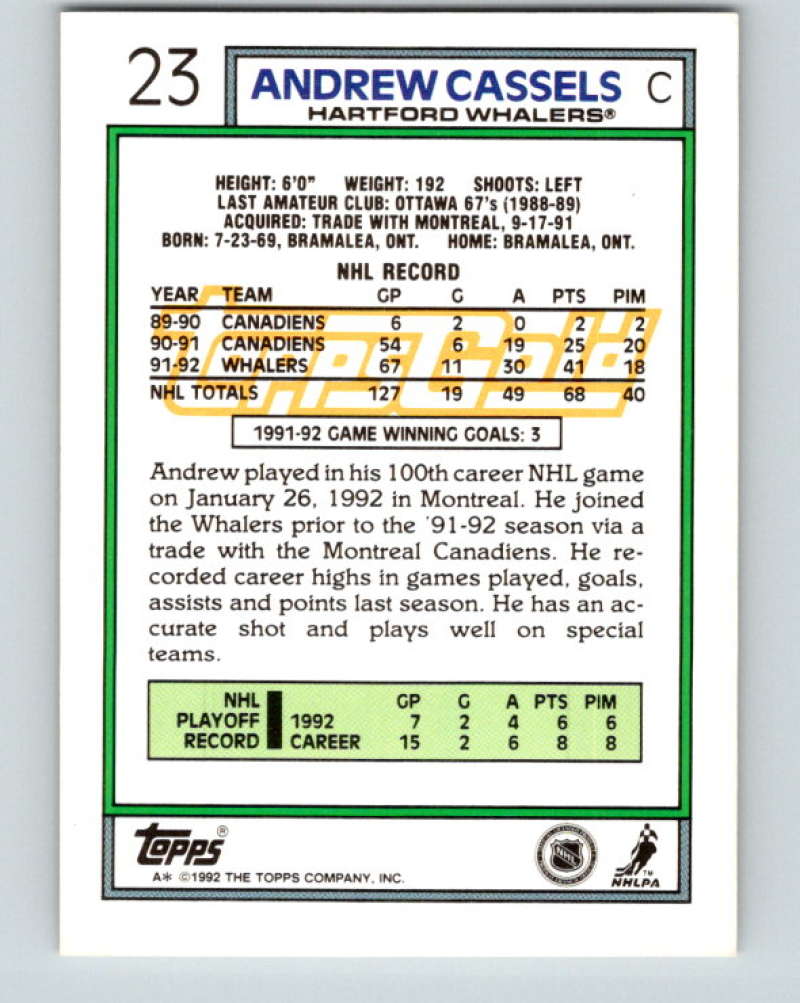 23
ANDREW CASSELS C
HARTFORD WHALERS®
HEIGHT: 6'0" WEIGHT: 192 SHOOTS: LEFT
LAST AMATEUR CLUB: OTTAWA 67's (1988-89)
ACQUIRED: TRADE WITH MONTREAL, 9-17-91
BORN: 7-23-69, BRAMALEA, ONT. HOME: BRAMALEA, ONT.
NHL RECORD
YEAR TEAM GP G A PTS PIM
89-90 CANADIENS 6 2 0 2 2
90-91 CANADIENS 54 6 19 25 20
91-92 WHALERS 67 11 30 41 18
NHL TOTALS 127 19 49 68 40
ToppsGold
1991-92 GAME WINNING GOALS: 3
Andrew played in his 100th career NHL game
on January 26, 1992 in Montreal. He joined
the Whalers prior to the '91-92 season via a
trade with the Montreal Canadiens. He re-
corded career highs in games played, goals,
assists and points last season. He has an ac-
curate shot and plays well on special
teams.
NHL GP G A PTS PIM
PLAYOFF 1992 7 2 4 6 6
RECORD CAREER 15 2 6 8 8
TOPPS®
A* ©1992 THE TOPPS COMPANY, INC.
NHL
TM
NHLPA